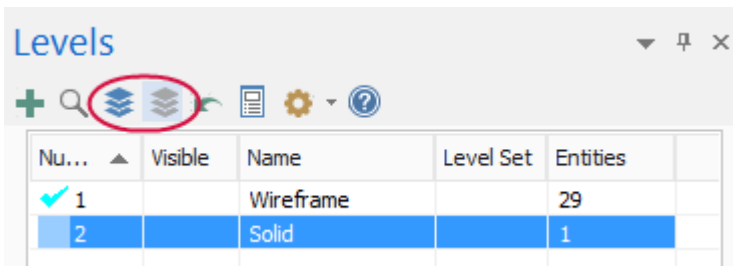 Levels
Nu... Visible Name Level Set Entities
1 Wireframe 29
2 Solid 1